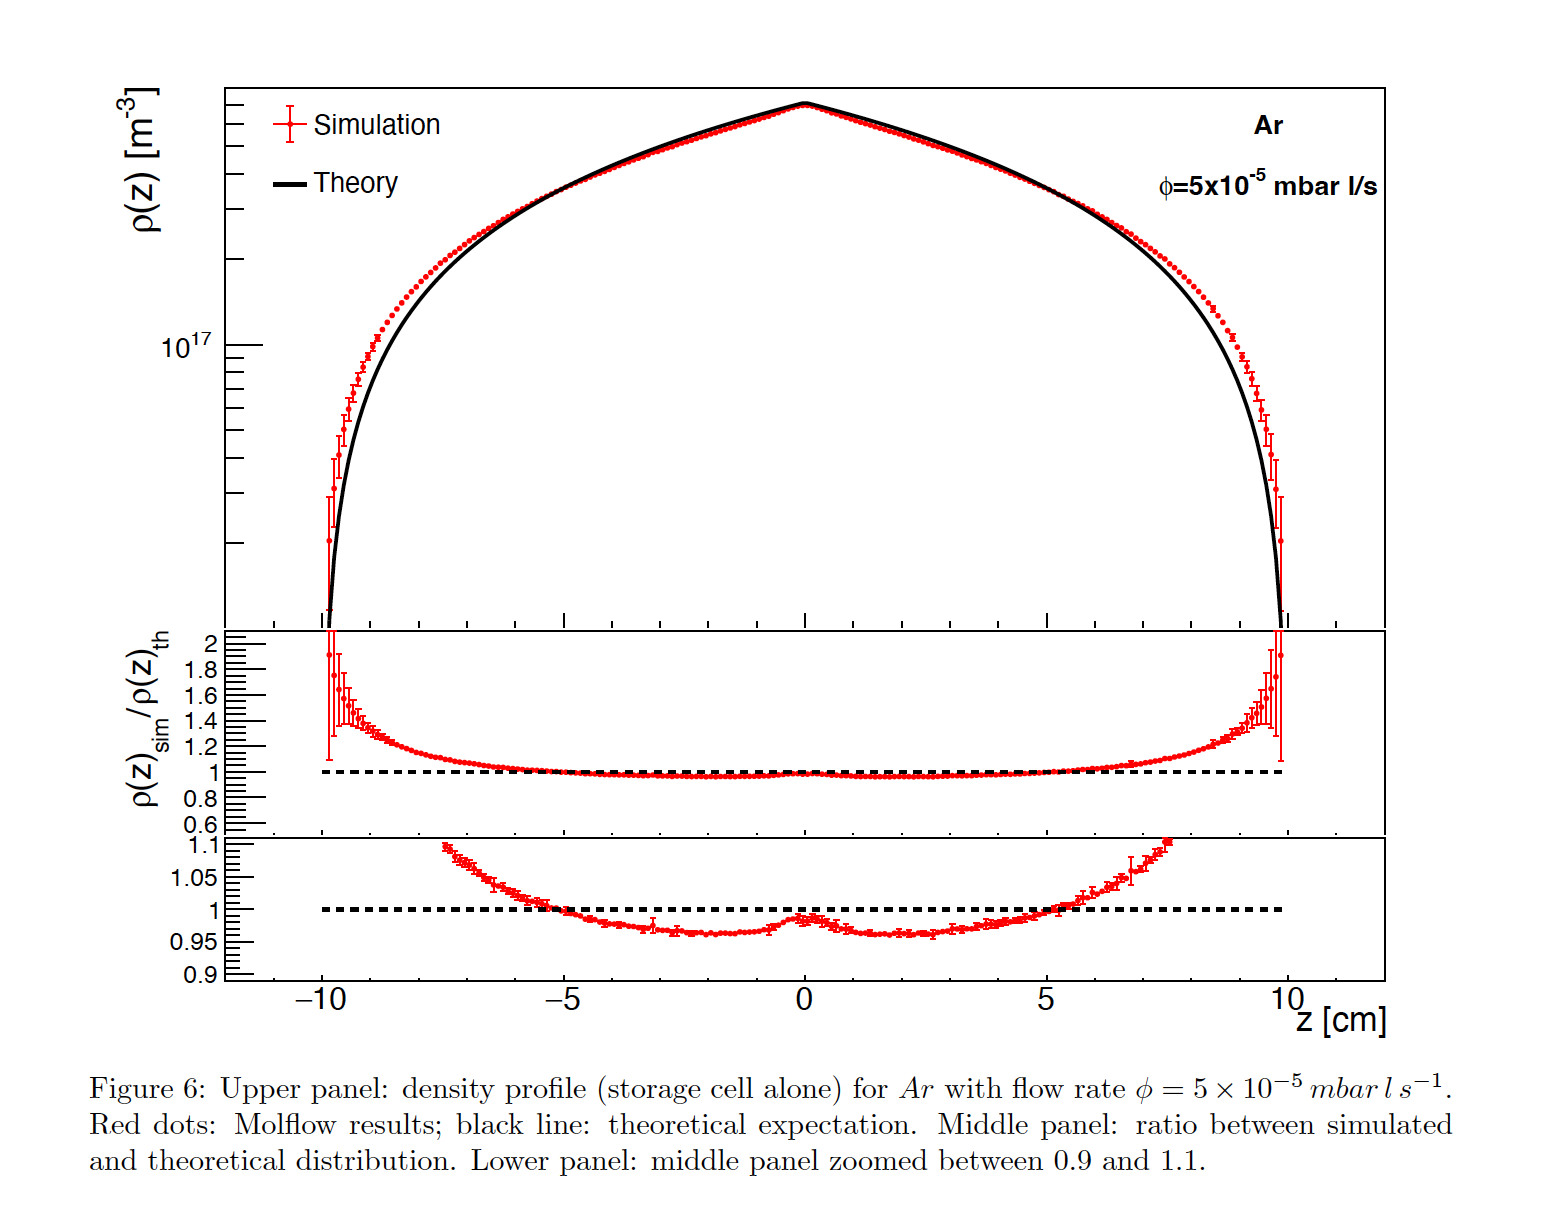 ρ(z) [m⁻³]
Simulation
Theory
Ar
ϕ=5x10⁻⁵ mbar l/s
10¹⁷
ρ(z)sim/ρ(z)th
2
1.8
1.6
1.4
1.2
1
0.8
0.6
1.1
1.05
1
0.95
0.9
−10 −5 0 5 10
z [cm]
Figure 6: Upper panel: density profile (storage cell alone) for Ar with flow rate ϕ = 5 × 10⁻⁵ mbar l s⁻¹.
Red dots: Molflow results; black line: theoretical expectation. Middle panel: ratio between simulated
and theoretical distribution. Lower panel: middle panel zoomed between 0.9 and 1.1.